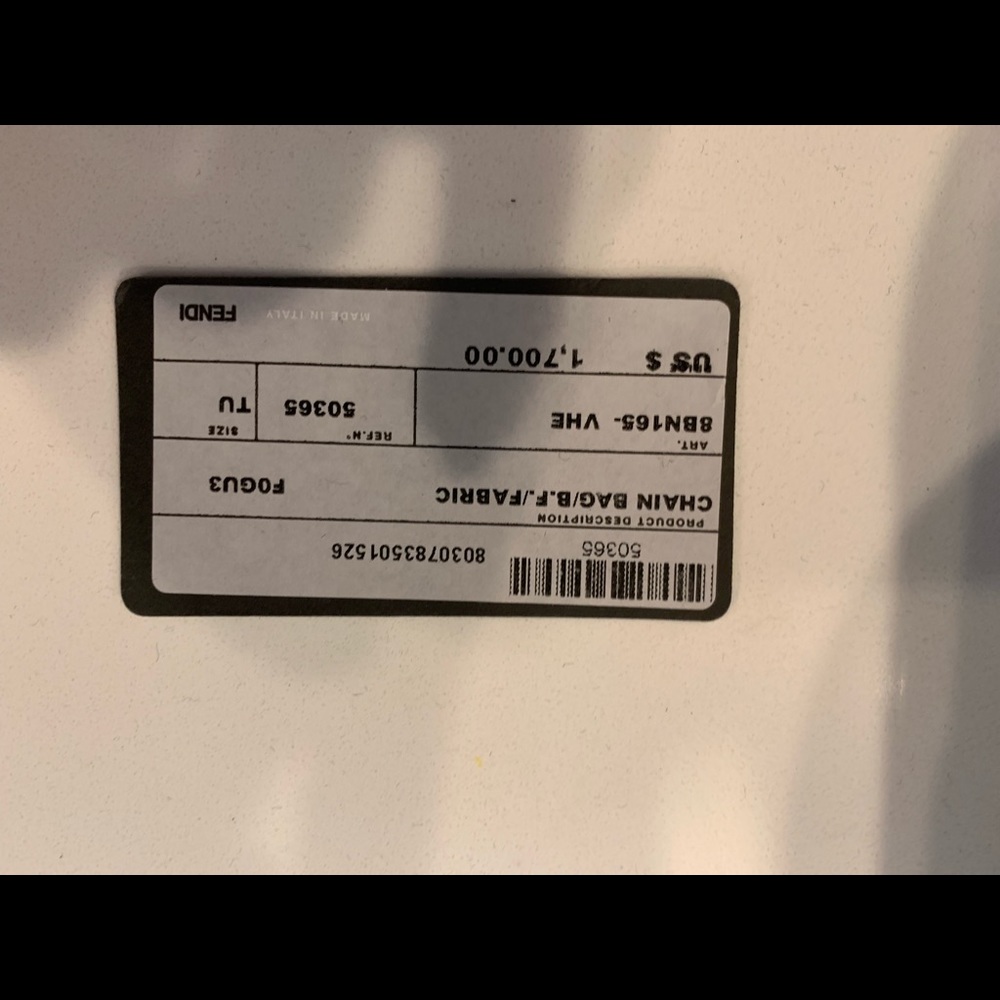 50365
8030783501526
PRODUCT DESCRIPTION
CHAIN BAG/B.F./FABRIC F0GU3
ART. REF.N° SIZE
8BN165- VHE 50365 TU
US $ 1,700.00
MADE IN ITALY FENDI